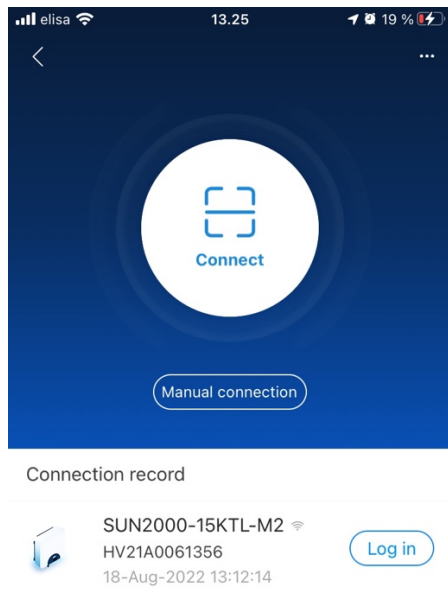 elisa 13.25 19 %
Connect
Manual connection
Connection record
SUN2000-15KTL-M2
HV21A0061356
Log in
18-Aug-2022 13:12:14